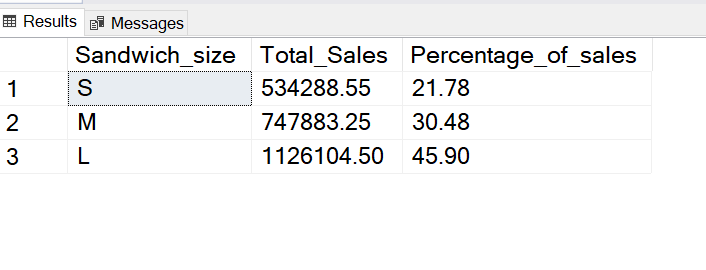 Results Messages
Sandwich_size Total_Sales Percentage_of_sales
1 S 534288.55 21.78
2 M 747883.25 30.48
3 L 1126104.50 45.90